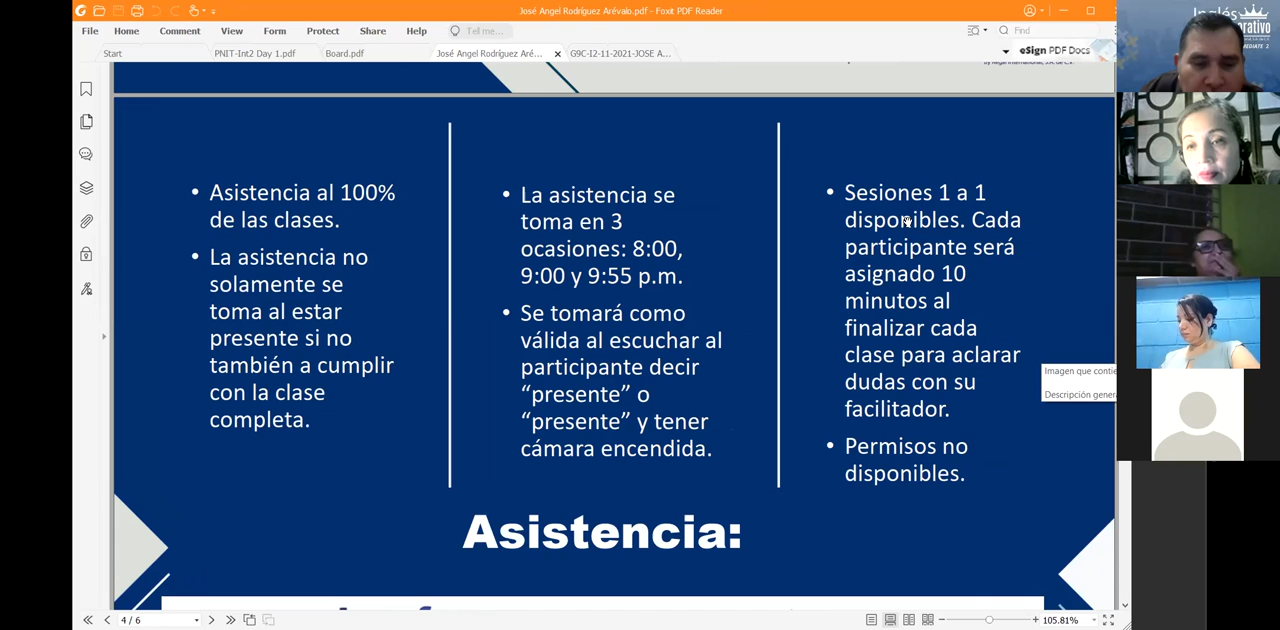 José Angel Rodríguez Arévalo.pdf - Foxit PDF Reader
File Home Comment View Form Protect Share Help Tell me... Find
Start PNIT-Int2 Day 1.pdf Board.pdf José Angel Rodríguez Aré... G9C-I2-11-2021-JOSE A...
eSign PDF Docs
Inglés
• Asistencia al 100%
de las clases.
• La asistencia no
solamente se
toma al estar
presente si no
también a cumplir
con la clase
completa.
• La asistencia se
toma en 3
ocasiones: 8:00,
9:00 y 9:55 p.m.
• Se tomará como
válida al escuchar al
participante decir
“presente” o
“presente” y tener
cámara encendida.
• Sesiones 1 a 1
disponibles. Cada
participante será
asignado 10
minutos al
finalizar cada
clase para aclarar
dudas con su
facilitador.
• Permisos no
disponibles.
Imagen que contie
Descripción genera
Asistencia:
4 / 6
105.81%